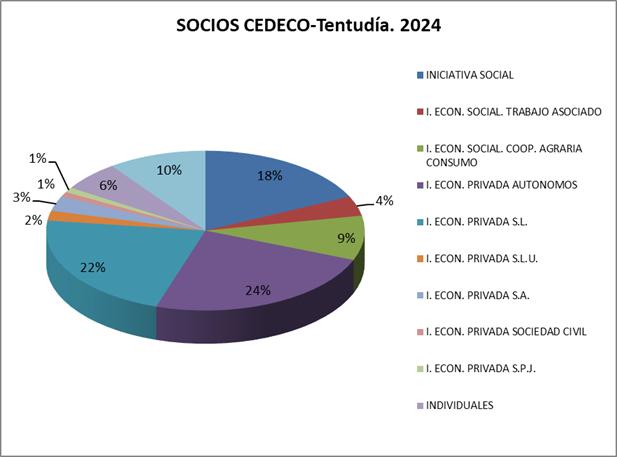 SOCIOS CEDECO-Tentudía. 2024
INICIATIVA SOCIAL
I. ECON. SOCIAL. TRABAJO ASOCIADO
I. ECON. SOCIAL. COOP. AGRARIA
CONSUMO
I. ECON. PRIVADA AUTONOMOS
I. ECON. PRIVADA S.L.
I. ECON. PRIVADA S.L.U.
I. ECON. PRIVADA S.A.
I. ECON. PRIVADA SOCIEDAD CIVIL
I. ECON. PRIVADA S.P.J.
INDIVIDUALES
18%
4%
9%
24%
22%
2%
3%
1%
1%
6%
10%